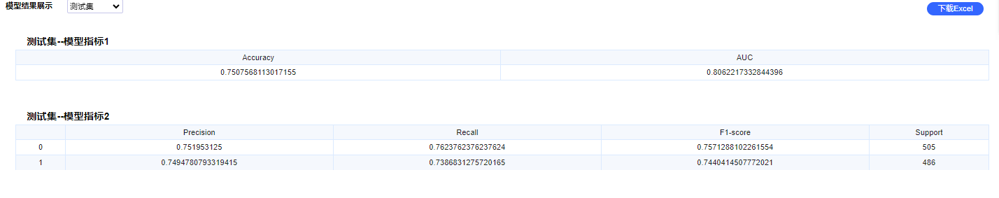 模型结果展示 测试集 下载Excel
测试集--模型指标1
Accuracy AUC
0.7507568113017155 0.8062217332844396
测试集--模型指标2
Precision Recall F1-score Support
0 0.751953125 0.7623762376237624 0.7571288102261554 505
1 0.7494780793319415 0.7386831275720165 0.7440414507772021 486